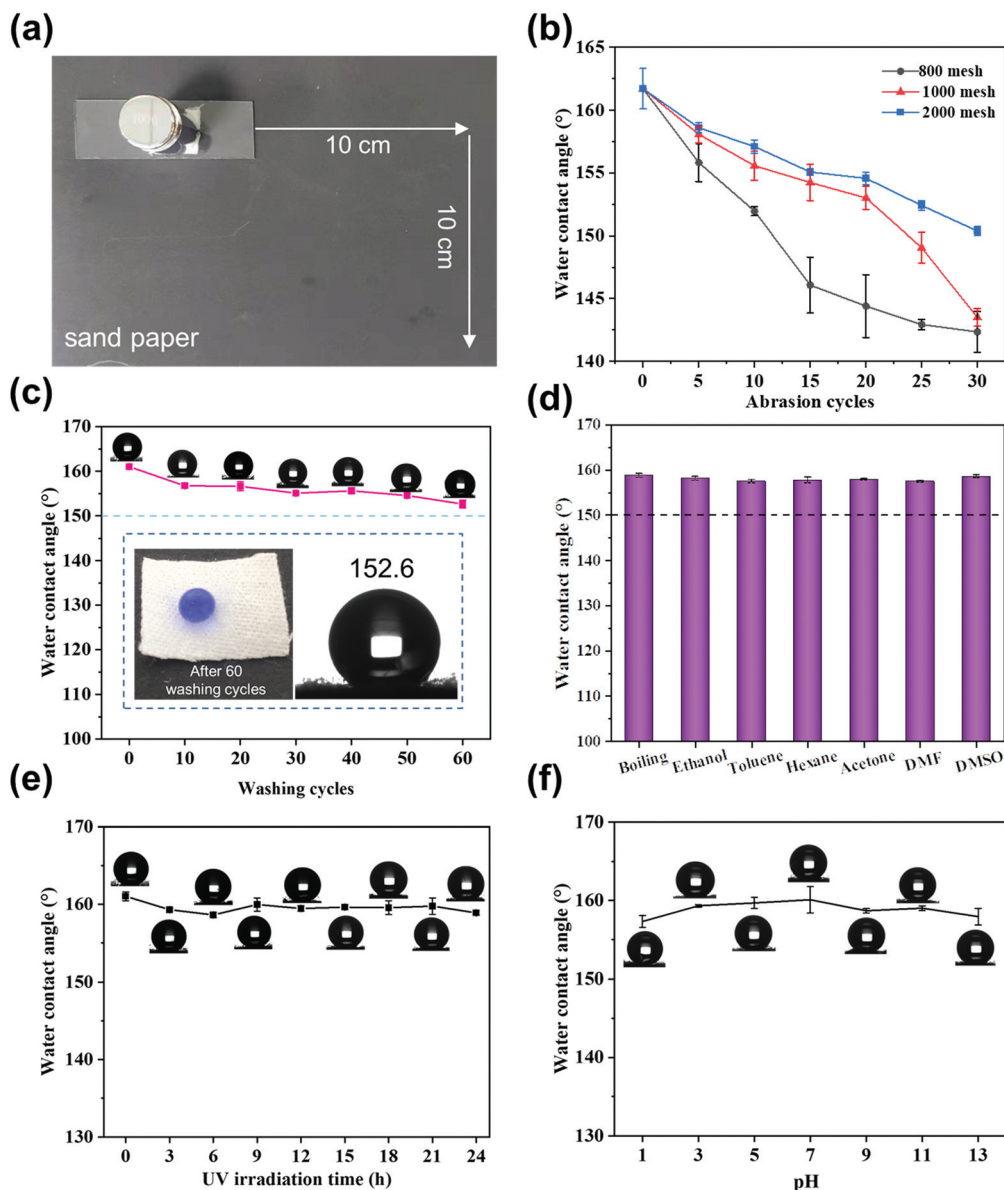 (a)
10 cm
10 cm
sand paper
(b)
Water contact angle (°)
165
160
155
150
145
140
800 mesh
1000 mesh
2000 mesh
0 5 10 15 20 25 30
Abrasion cycles
(c)
Water contact angle (°)
170
160
150
140
130
120
110
100
152.6
After 60
washing cycles
0 10 20 30 40 50 60
Washing cycles
(d)
Water contact angle (°)
170
160
150
140
130
120
110
100
Boiling Ethanol Toluene Hexane Acetone DMF DMSO
(e)
Water contact angle (°)
170
160
150
140
130
0 3 6 9 12 15 18 21 24
UV irradiation time (h)
(f)
Water contact angle (°)
170
160
150
140
130
1 3 5 7 9 11 13
pH